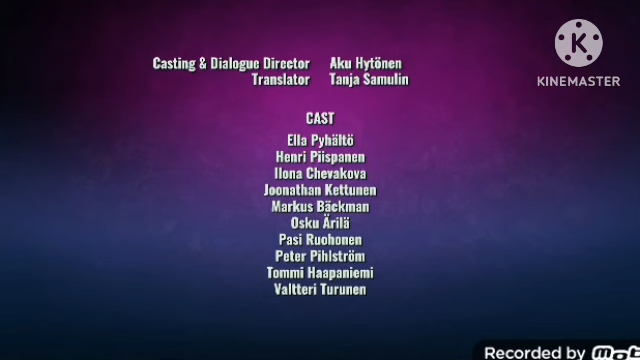 Casting & Dialogue Director Aku Hytönen
Translator Tanja Samulin
KINEMASTER
CAST
Ella Pyhältö
Henri Piispanen
Ilona Chevakova
Joonathan Kettunen
Markus Bäckman
Osku Ärilä
Pasi Ruohonen
Peter Pihlström
Tommi Haapaniemi
Valtteri Turunen
Recorded by